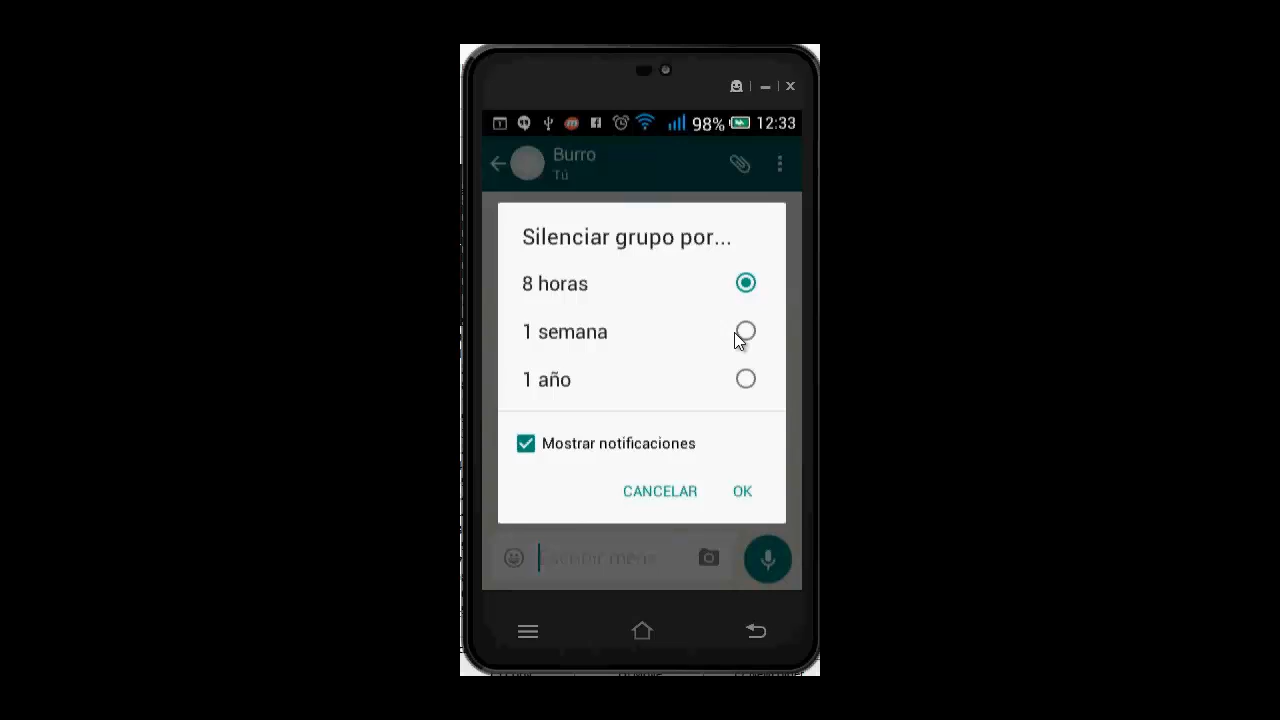 98% 12:33
Burro
Tú
Silenciar grupo por...
8 horas
1 semana
1 año
Mostrar notificaciones
CANCELAR OK